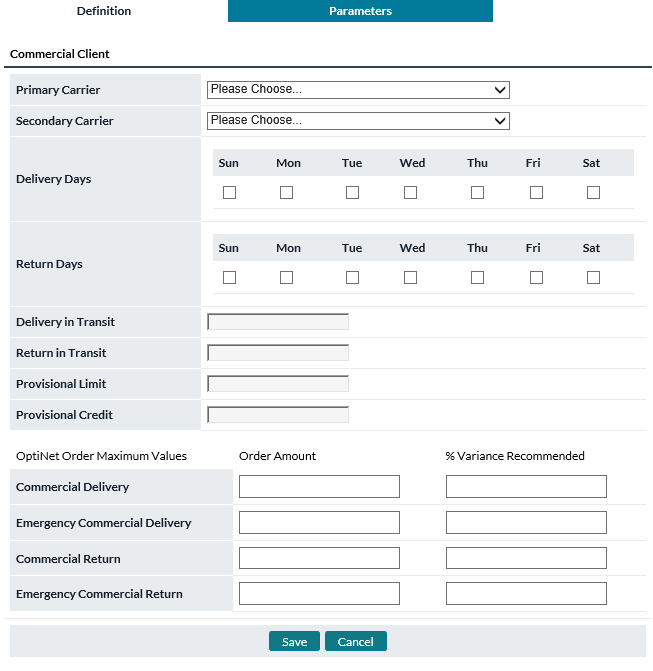 Definition Parameters
Commercial Client
Primary Carrier Please Choose...
Secondary Carrier Please Choose...
Sun Mon Tue Wed Thu Fri Sat
Delivery Days
Sun Mon Tue Wed Thu Fri Sat
Return Days
Delivery in Transit
Return in Transit
Provisional Limit
Provisional Credit
OptiNet Order Maximum Values Order Amount % Variance Recommended
Commercial Delivery
Emergency Commercial Delivery
Commercial Return
Emergency Commercial Return
Save Cancel